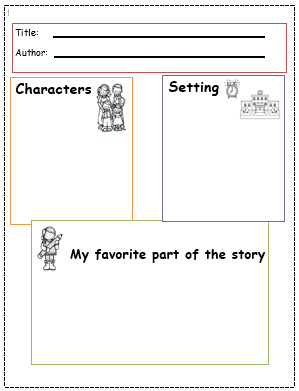 Title:
Author:
Characters
Setting
My favorite part of the story